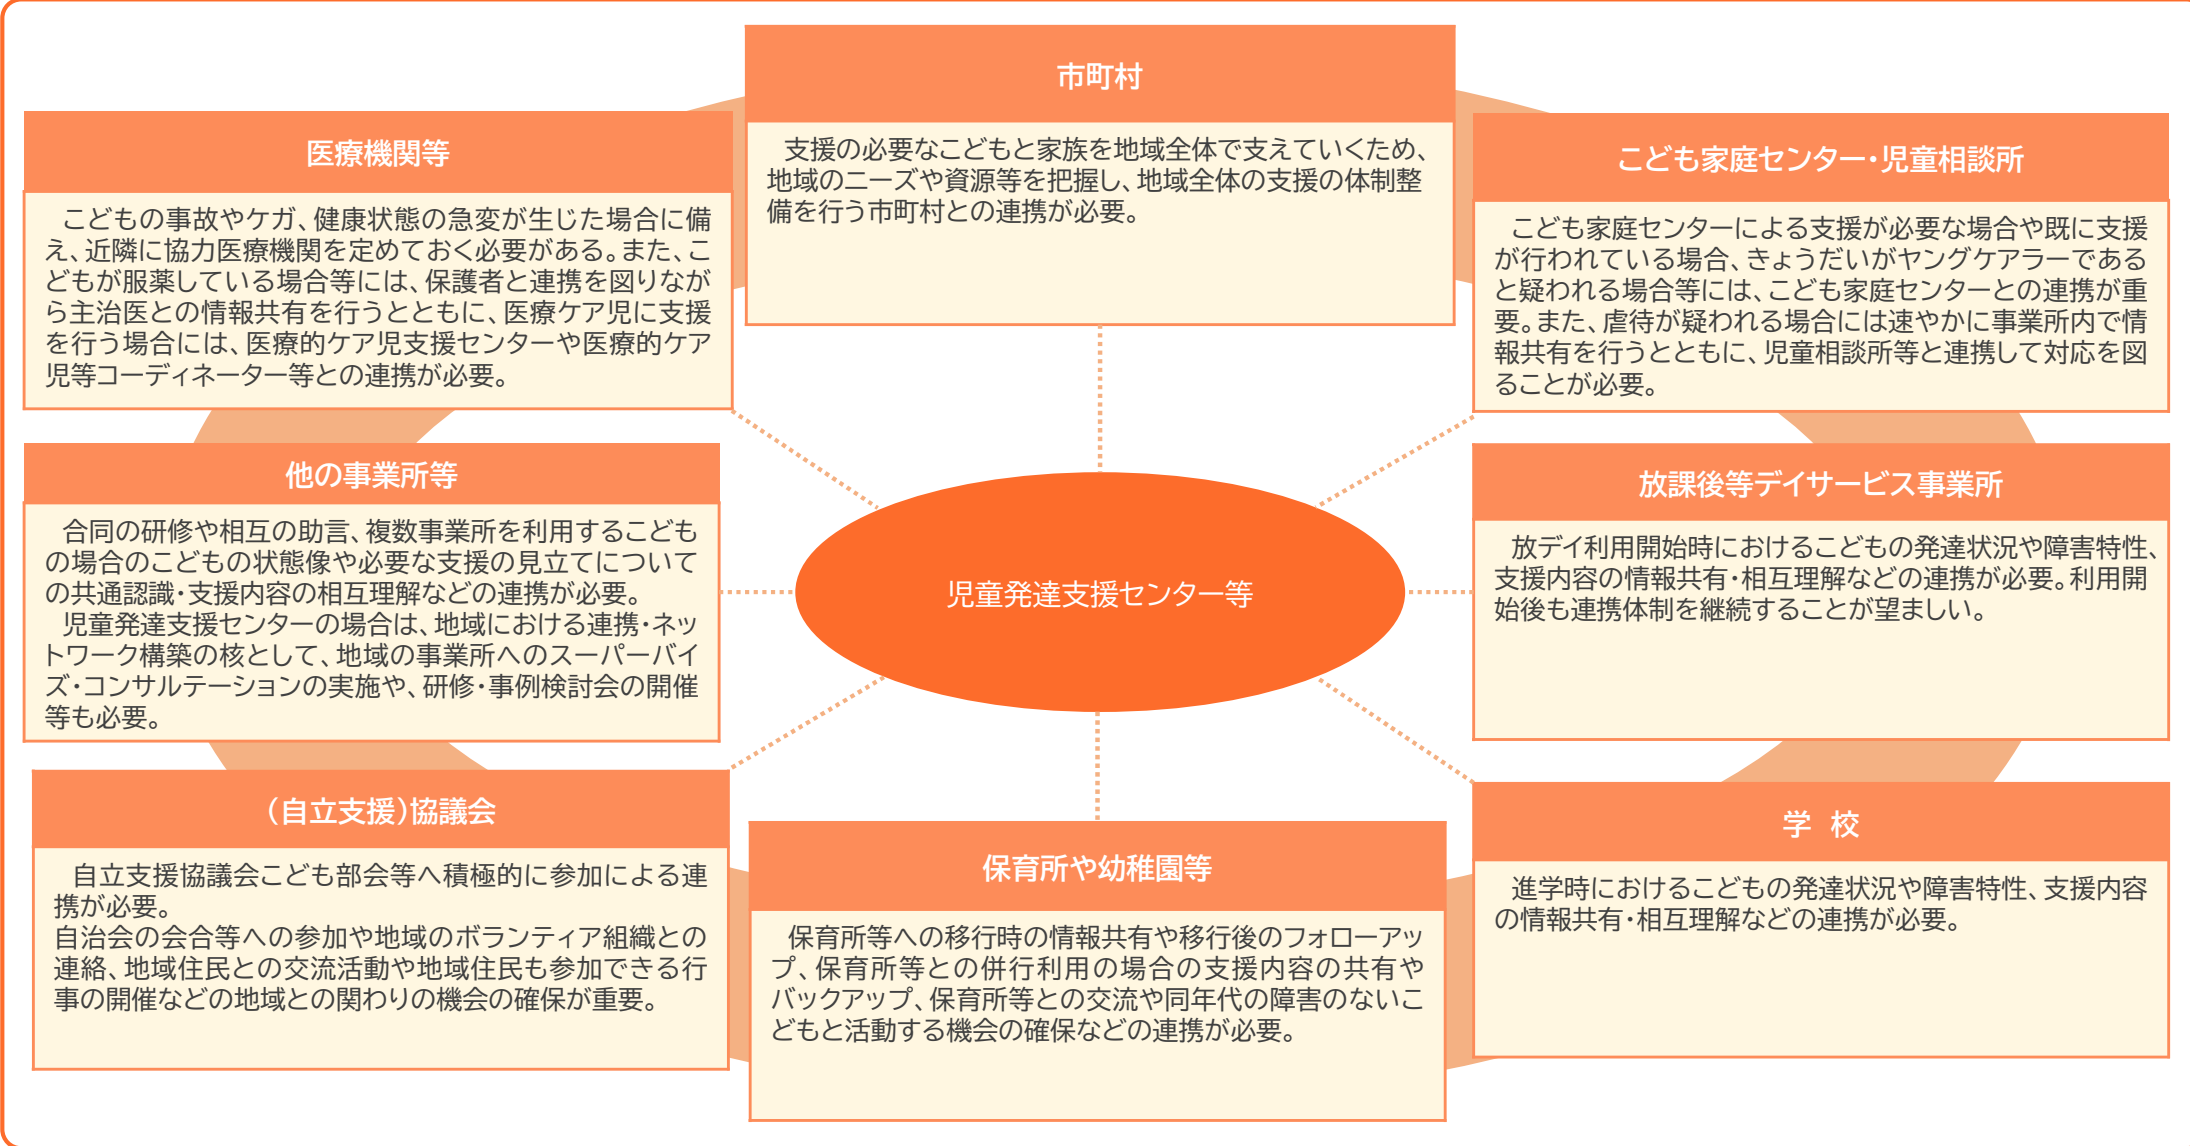 市町村
支援の必要なこどもと家族を地域全体で支えていくため、
地域のニーズや資源等を把握し、地域全体の支援の体制整
備を行う市町村との連携が必要。
医療機関等
こどもの事故やケガ、健康状態の急変が生じた場合に備
え、近隣に協力医療機関を定めておく必要がある。また、こ
どもが服薬している場合等には、保護者と連携を図りなが
ら主治医との情報共有を行うとともに、医療ケア児に支援
を行う場合には、医療的ケア児支援センターや医療的ケア
児等コーディネーター等との連携が必要。
こども家庭センター・児童相談所
こども家庭センターによる支援が必要な場合や既に支援
が行われている場合、きょうだいがヤングケアラーである
と疑われる場合等には、こども家庭センターとの連携が重
要。また、虐待が疑われる場合には速やかに事業所内で情
報共有を行うとともに、児童相談所等と連携して対応を図
ることが必要。
他の事業所等
合同の研修や相互の助言、複数事業所を利用するこども
の場合のこどもの状態像や必要な支援の見立てについて
の共通認識・支援内容の相互理解などの連携が必要。
児童発達支援センターの場合は、地域における連携・ネッ
トワーク構築の核として、地域の事業所へのスーパーバイ
ズ・コンサルテーションの実施や、研修・事例検討会の開催
等も必要。
児童発達支援センター等
放課後等デイサービス事業所
放デイ利用開始時におけるこどもの発達状況や障害特性、
支援内容の情報共有・相互理解などの連携が必要。利用開
始後も連携体制を継続することが望ましい。
（自立支援）協議会
自立支援協議会こども部会等へ積極的に参加による連
携が必要。
自治会の会合等への参加や地域のボランティア組織との
連絡、地域住民との交流活動や地域住民も参加できる行
事の開催などの地域との関わりの機会の確保が重要。
保育所や幼稚園等
保育所等への移行時の情報共有や移行後のフォローアッ
プ、保育所等との併行利用の場合の支援内容の共有や
バックアップ、保育所等との交流や同年代の障害のないこ
どもと活動する機会の確保などの連携が必要。
学 校
進学時におけるこどもの発達状況や障害特性、支援内容
の情報共有・相互理解などの連携が必要。